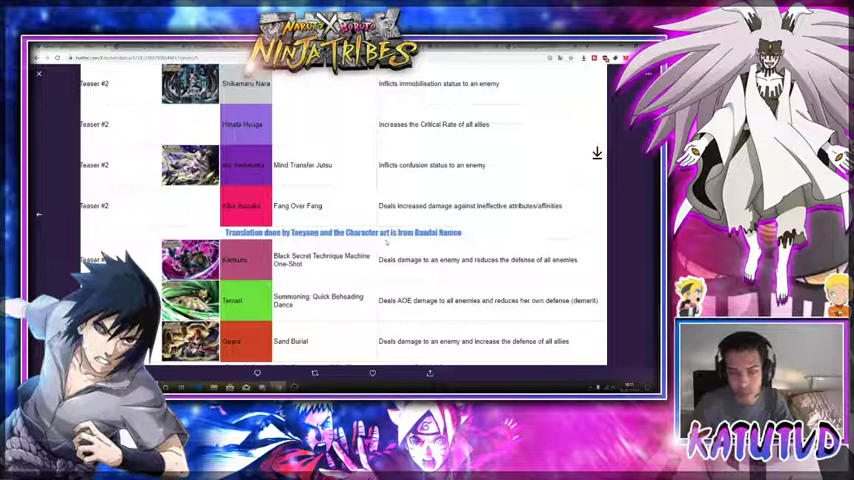 NARUTO X BORUTO
NINJA TRIBES
Teaser #2
Shikamaru Nara
Inflicts immobilisation status to an enemy
Teaser #2
Hinata Hyuga
Increases the Critical Rate of all allies
Teaser #2
Mind Transfer Jutsu
Inflicts confusion status to an enemy
Teaser #2
Kiba Inuzuka
Fang Over Fang
Deals increased damage against ineffective attributes/affinities
Translation done by Taeyong and the Character art is from Bandai Namco
Kankuro
Black Secret Technique Machine
One-Shot
Deals damage to an enemy and reduces the defense of all enemies
Temari
Summoning: Quick Beheading
Dance
Deals AOE damage to all enemies and reduces her own defense (demerit)
Gaara
Sand Burial
Deals damage to an enemy and increase the defense of all allies
KATUTVD